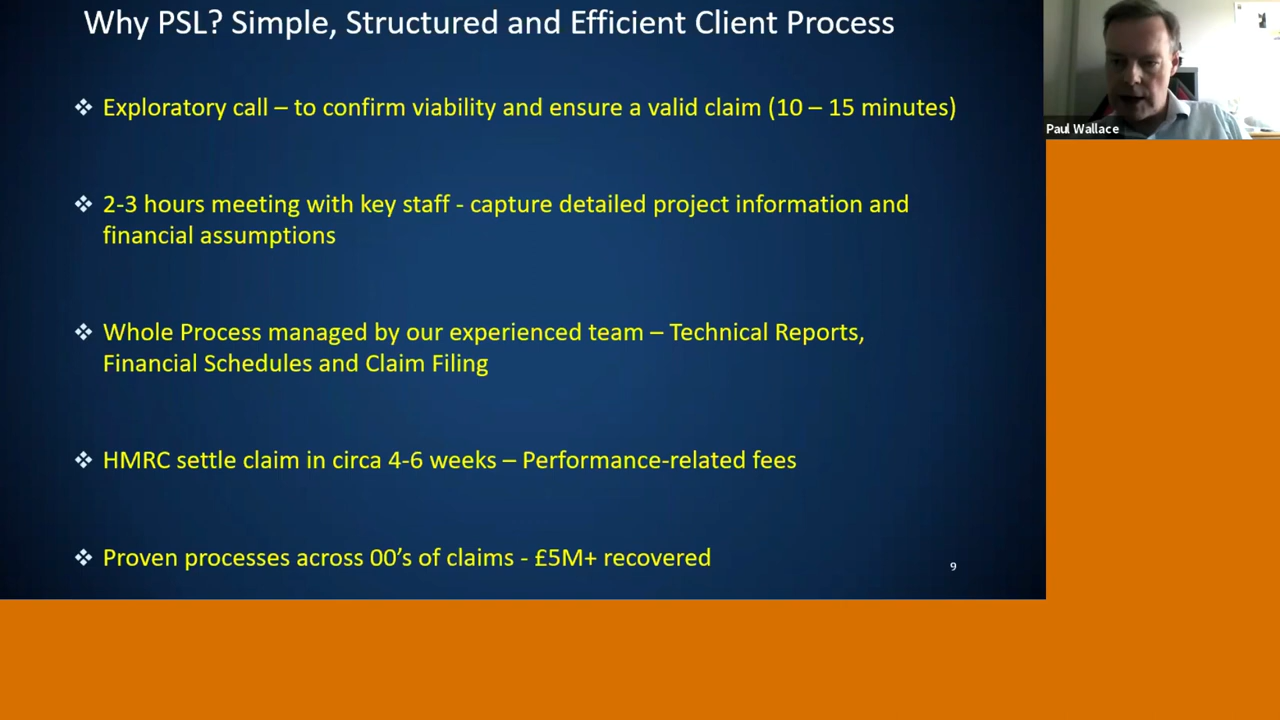 Why PSL? Simple, Structured and Efficient Client Process
❖ Exploratory call – to confirm viability and ensure a valid claim (10 – 15 minutes)
❖ 2-3 hours meeting with key staff - capture detailed project information and
financial assumptions
❖ Whole Process managed by our experienced team – Technical Reports,
Financial Schedules and Claim Filing
❖ HMRC settle claim in circa 4-6 weeks – Performance-related fees
❖ Proven processes across 00’s of claims - £5M+ recovered
9
Paul Wallace